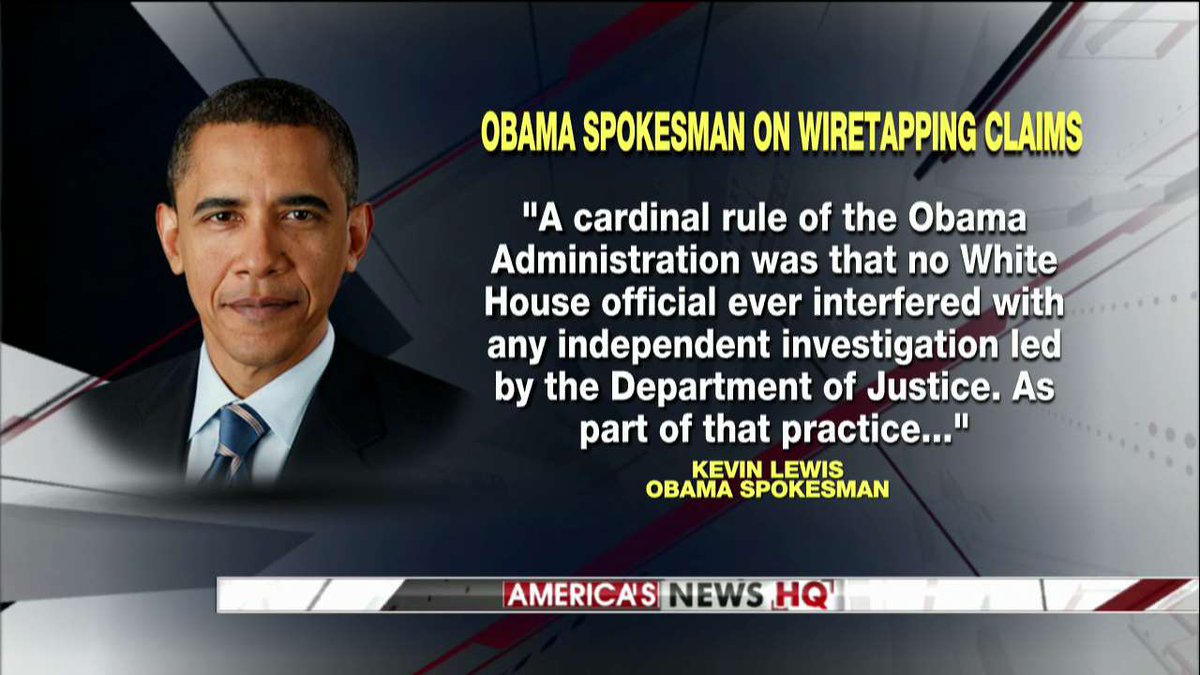 OBAMA SPOKESMAN ON WIRETAPPING CLAIMS
"A cardinal rule of the Obama
Administration was that no White
House official ever interfered with
any independent investigation led
by the Department of Justice. As
part of that practice..."
KEVIN LEWIS
OBAMA SPOKESMAN
AMERICA'S NEWS HQ